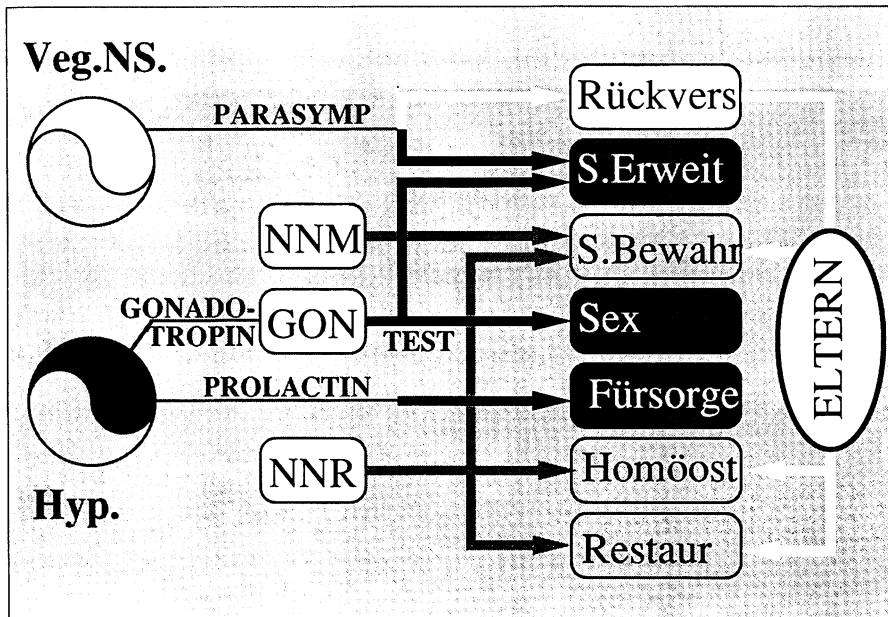 Veg.NS.
PARASYMP
Rückvers
S.Erweit
NNM
S.Bewahr
GONADO-
TROPIN
GON
TEST
Sex
ELTERN
PROLACTIN
Fürsorge
NNR
Homöost
Hyp.
Restaur